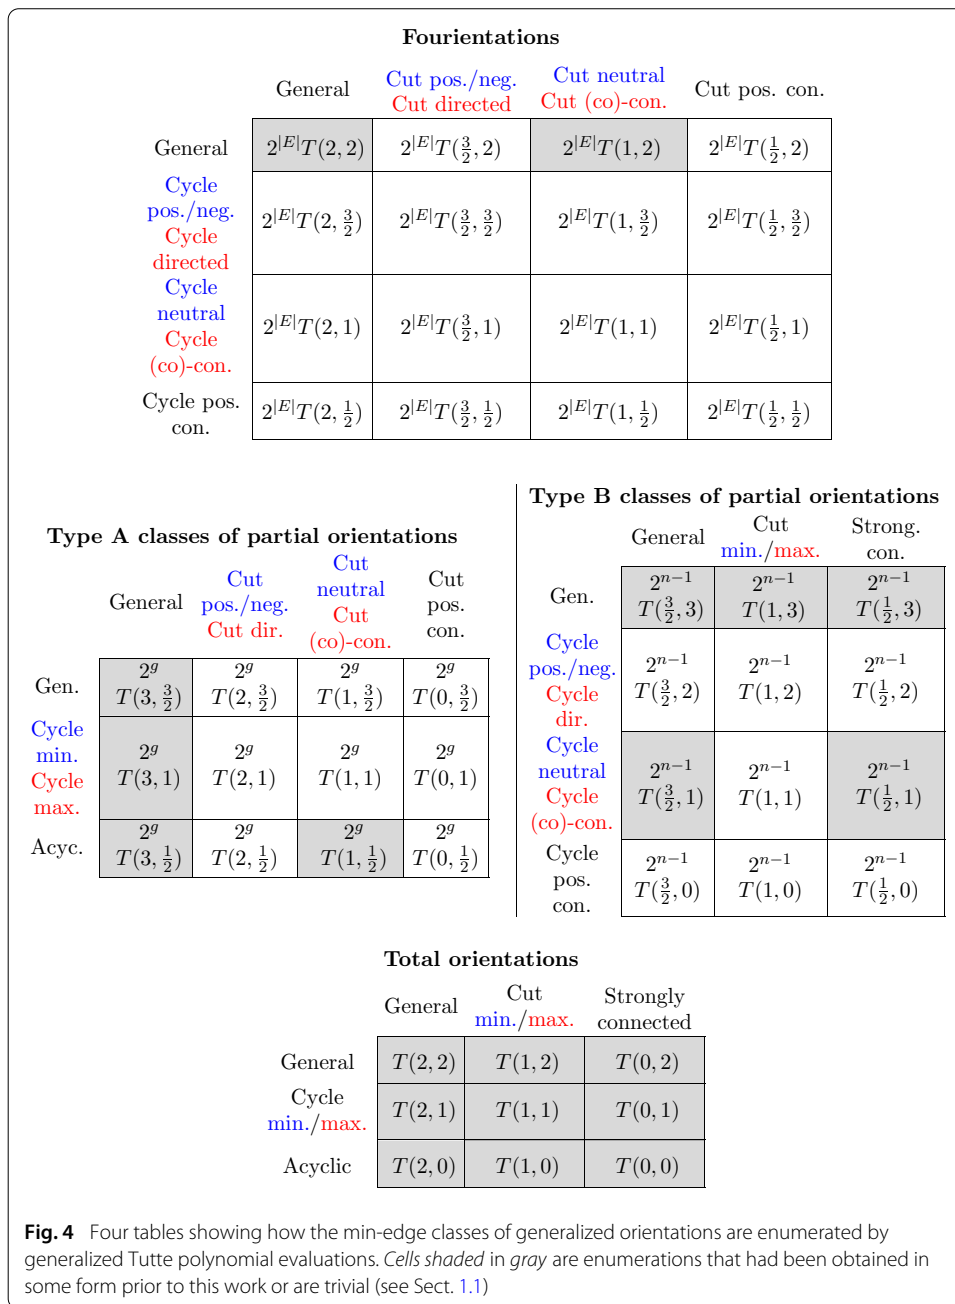 Fourientations
General
Cut pos./neg.
Cut directed
Cut neutral
Cut (co)-con.
Cut pos. con.
General
2^{|E|}T(2, 2)
2^{|E|}T(3/2, 2)
2^{|E|}T(1, 2)
2^{|E|}T(1/2, 2)
Cycle
pos./neg.
Cycle
directed
2^{|E|}T(2, 3/2)
2^{|E|}T(3/2, 3/2)
2^{|E|}T(1, 3/2)
2^{|E|}T(1/2, 3/2)
Cycle
neutral
Cycle
(co)-con.
2^{|E|}T(2, 1)
2^{|E|}T(3/2, 1)
2^{|E|}T(1, 1)
2^{|E|}T(1/2, 1)
Cycle pos.
con.
2^{|E|}T(2, 1/2)
2^{|E|}T(3/2, 1/2)
2^{|E|}T(1, 1/2)
2^{|E|}T(1/2, 1/2)
Type A classes of partial orientations
General
Cut
pos./neg.
Cut dir.
Cut
neutral
Cut
(co)-con.
Cut
pos.
con.
Gen.
2^g
T(3, 3/2)
2^g
T(2, 3/2)
2^g
T(1, 3/2)
2^g
T(0, 3/2)
Cycle
min.
Cycle
max.
2^g
T(3, 1)
2^g
T(2, 1)
2^g
T(1, 1)
2^g
T(0, 1)
Acyc.
2^g
T(3, 1/2)
2^g
T(2, 1/2)
2^g
T(1, 1/2)
2^g
T(0, 1/2)
Type B classes of partial orientations
General
Cut
min./max.
Strong.
con.
Gen.
2^{n−1}
T(3/2, 3)
2^{n−1}
T(1, 3)
2^{n−1}
T(1/2, 3)
Cycle
pos./neg.
Cycle
dir.
2^{n−1}
T(3/2, 2)
2^{n−1}
T(1, 2)
2^{n−1}
T(1/2, 2)
Cycle
neutral
Cycle
(co)-con.
2^{n−1}
T(3/2, 1)
2^{n−1}
T(1, 1)
2^{n−1}
T(1/2, 1)
Cycle
pos.
con.
2^{n−1}
T(3/2, 0)
2^{n−1}
T(1, 0)
2^{n−1}
T(1/2, 0)
Total orientations
General
Cut
min./max.
Strongly
connected
General
T(2, 2)
T(1, 2)
T(0, 2)
Cycle
min./max.
T(2, 1)
T(1, 1)
T(0, 1)
Acyclic
T(2, 0)
T(1, 0)
T(0, 0)
Fig. 4 Four tables showing how the min-edge classes of generalized orientations are enumerated by
generalized Tutte polynomial evaluations. Cells shaded in gray are enumerations that had been obtained in
some form prior to this work or are trivial (see Sect. 1.1)